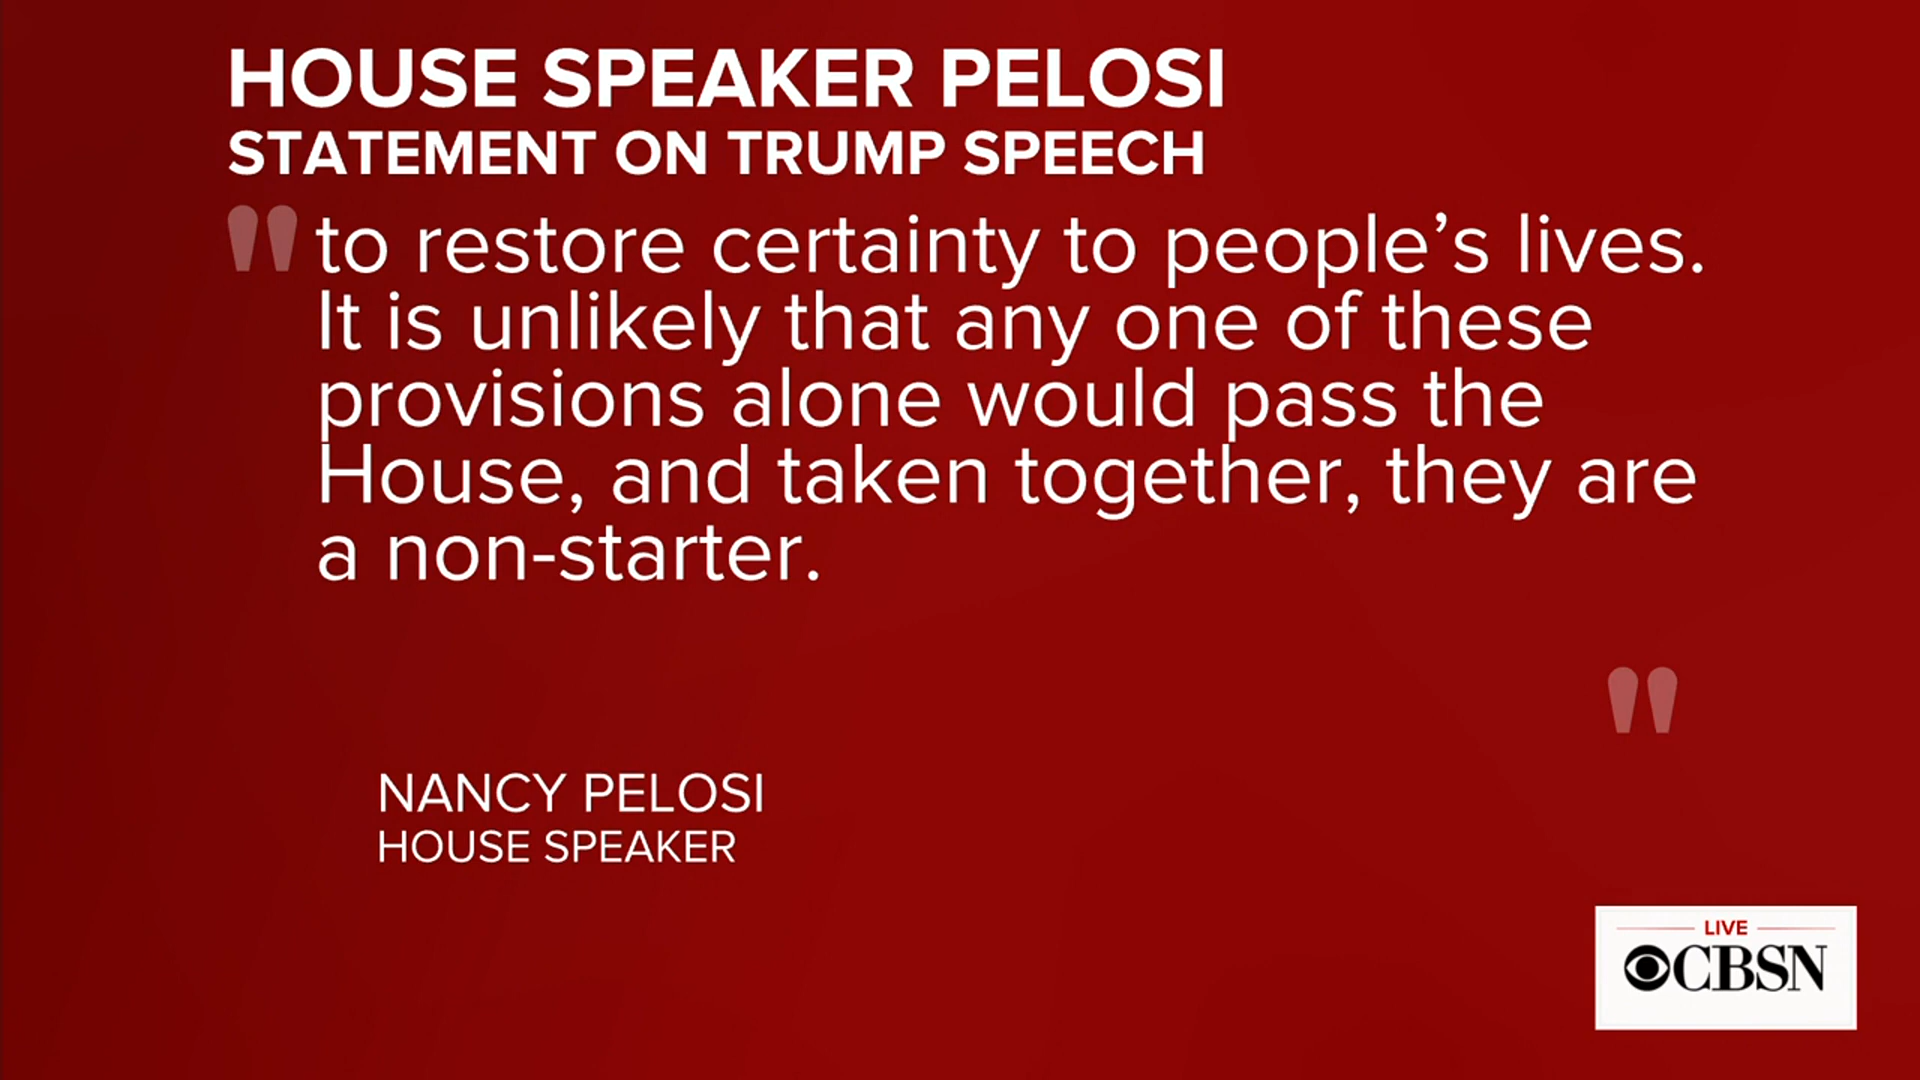 HOUSE SPEAKER PELOSI
STATEMENT ON TRUMP SPEECH
" to restore certainty to people’s lives.
It is unlikely that any one of these
provisions alone would pass the
House, and taken together, they are
a non-starter.
"
NANCY PELOSI
HOUSE SPEAKER
LIVE
CBSN